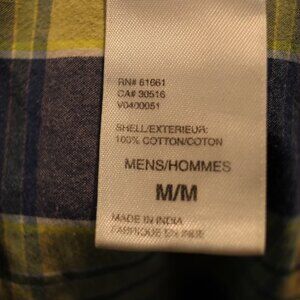 RN# 61661
CA# 30516
V0400051
SHELL/EXTERIEUR:
100% COTTON/COTON
MENS/HOMMES
M/M
MADE IN INDIA
FABRIQUE EN INDE